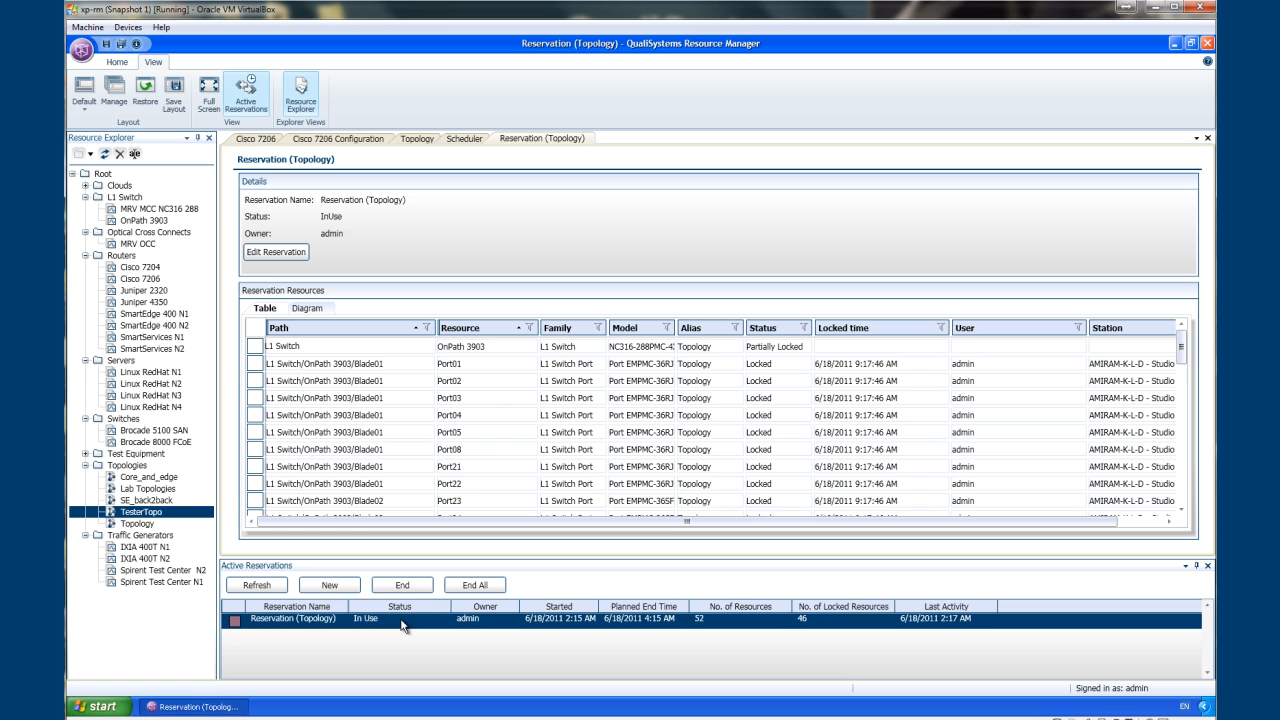 xp-rm (Snapshot 1) [Running] - Oracle VM VirtualBox
Machine Devices Help
Reservation (Topology) - QualiSystems Resource Manager
Home View
Default Manage Restore Save Layout Full Screen Active Reservations Resource Explorer
Layout View Explorer Views
Resource Explorer
Root
Clouds
L1 Switch
MRV MCC NC316 288
OnPath 3903
Optical Cross Connects
MRV OCC
Routers
Cisco 7204
Cisco 7206
Juniper 2320
Juniper 4350
SmartEdge 400 N1
SmartEdge 400 N2
SmartServices N1
SmartServices N2
Servers
Linux RedHat N1
Linux RedHat N2
Linux RedHat N3
Linux RedHat N4
Switches
Brocade 5100 SAN
Brocade 8000 FCoE
Test Equipment
Topologies
Core_and_edge
Lab Topologies
SE_back2back
TesterTopo
Topology
Traffic Generators
IXIA 400T N1
IXIA 400T N2
Spirent Test Center N2
Spirent Test Center N1
Cisco 7206 Cisco 7206 Configuration Topology Scheduler Reservation (Topology)
Reservation (Topology)
Details
Reservation Name: Reservation (Topology)
Status: InUse
Owner: admin
Edit Reservation
Reservation Resources
Table Diagram
Path Resource Family Model Alias Status Locked time User Station
L1 Switch OnPath 3903 L1 Switch NC316-288PMC-4 Topology Partially Locked
L1 Switch/OnPath 3903/Blade01 Port01 L1 Switch Port Port EMPMC-36RJ Topology Locked 6/18/2011 9:17:46 AM admin AMIRAM-K-L-D - Studio
L1 Switch/OnPath 3903/Blade01 Port02 L1 Switch Port Port EMPMC-36RJ Topology Locked 6/18/2011 9:17:46 AM admin AMIRAM-K-L-D - Studio
L1 Switch/OnPath 3903/Blade01 Port03 L1 Switch Port Port EMPMC-36RJ Topology Locked 6/18/2011 9:17:46 AM admin AMIRAM-K-L-D - Studio
L1 Switch/OnPath 3903/Blade01 Port04 L1 Switch Port Port EMPMC-36RJ Topology Locked 6/18/2011 9:17:46 AM admin AMIRAM-K-L-D - Studio
L1 Switch/OnPath 3903/Blade01 Port05 L1 Switch Port Port EMPMC-36RJ Topology Locked 6/18/2011 9:17:46 AM admin AMIRAM-K-L-D - Studio
L1 Switch/OnPath 3903/Blade01 Port08 L1 Switch Port Port EMPMC-36RJ Topology Locked 6/18/2011 9:17:46 AM admin AMIRAM-K-L-D - Studio
L1 Switch/OnPath 3903/Blade01 Port21 L1 Switch Port Port EMPMC-36RJ Topology Locked 6/18/2011 9:17:46 AM admin AMIRAM-K-L-D - Studio
L1 Switch/OnPath 3903/Blade01 Port22 L1 Switch Port Port EMPMC-36RJ Topology Locked 6/18/2011 9:17:46 AM admin AMIRAM-K-L-D - Studio
L1 Switch/OnPath 3903/Blade02 Port23 L1 Switch Port Port EMPMC-36SF Topology Locked 6/18/2011 9:17:46 AM admin AMIRAM-K-L-D - Studio
Active Reservations
Refresh New End End All
Reservation Name Status Owner Started Planned End Time No. of Resources No. of Locked Resources Last Activity
Reservation (Topology) In Use admin 6/18/2011 2:15 AM 6/18/2011 4:15 AM 52 46 6/18/2011 2:17 AM
Signed in as: admin
start Reservation (Topolog... EN